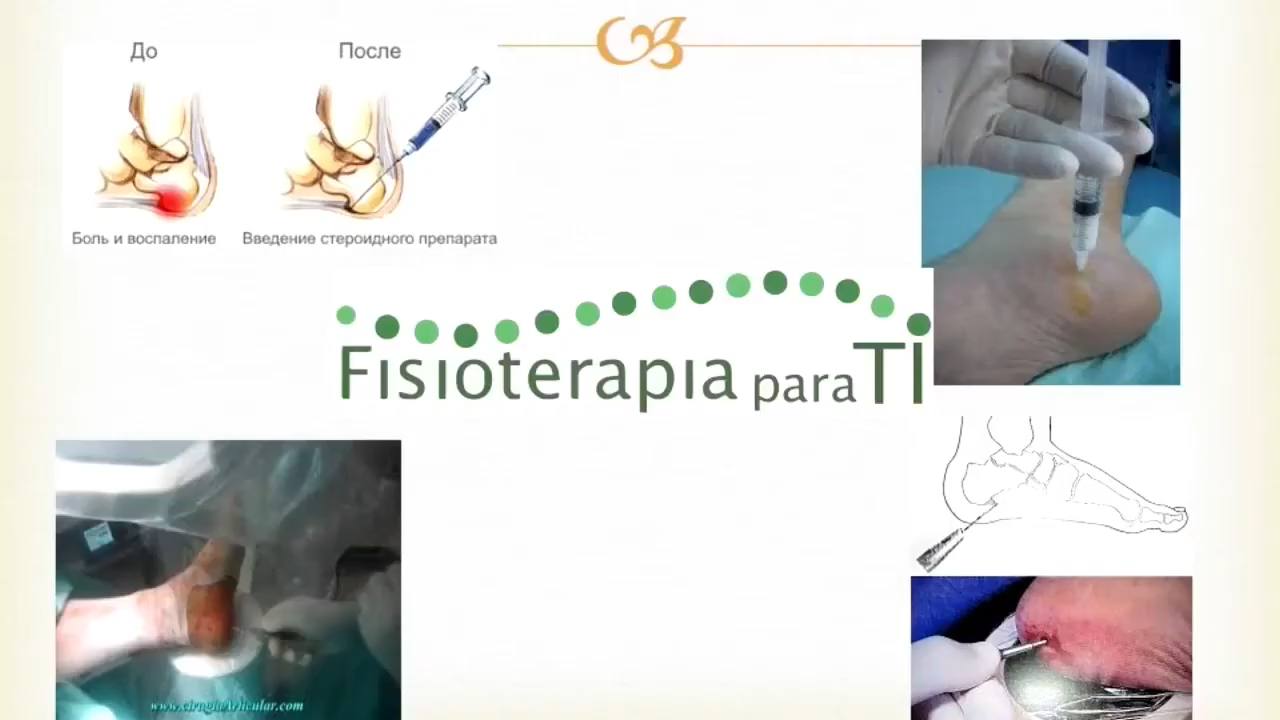 До
После
Боль и воспаление
Введение стероидного препарата
Fisioterapia para TI
www.cirugiaArticular.com